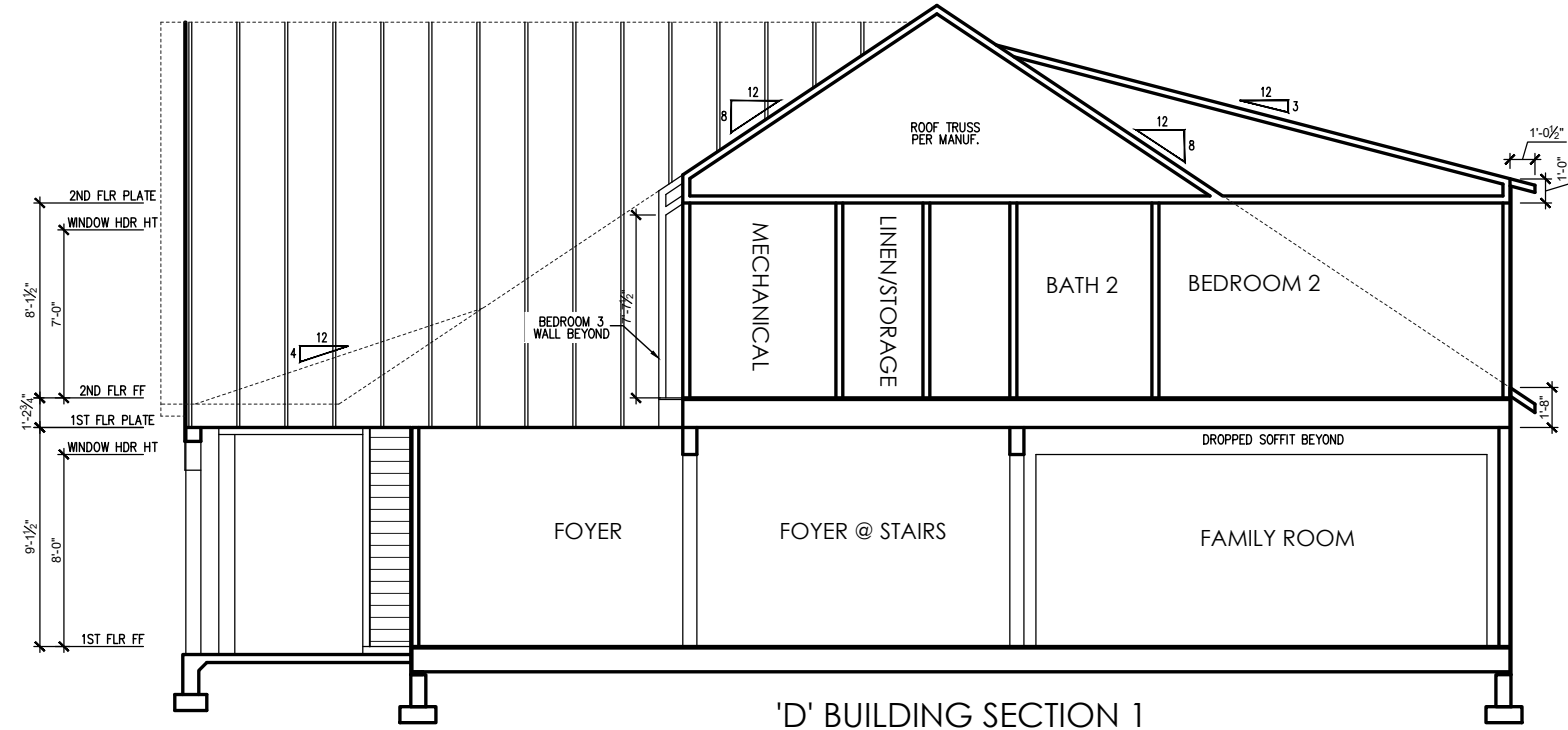 12
8
12
3
12
8
ROOF TRUSS
PER MANUF.
1'-0½"
1'-0"
2ND FLR PLATE
WINDOW HDR HT
8'-1½"
7'-0"
MECHANICAL
LINEN/STORAGE
BATH 2
BEDROOM 2
BEDROOM 3
WALL BEYOND
12
4
2ND FLR FF
1'-2¾"
1ST FLR PLATE
1'-8"
WINDOW HDR HT
DROPPED SOFFIT BEYOND
9'-1½"
8'-0"
FOYER
FOYER @ STAIRS
FAMILY ROOM
1ST FLR FF
'D' BUILDING SECTION 1